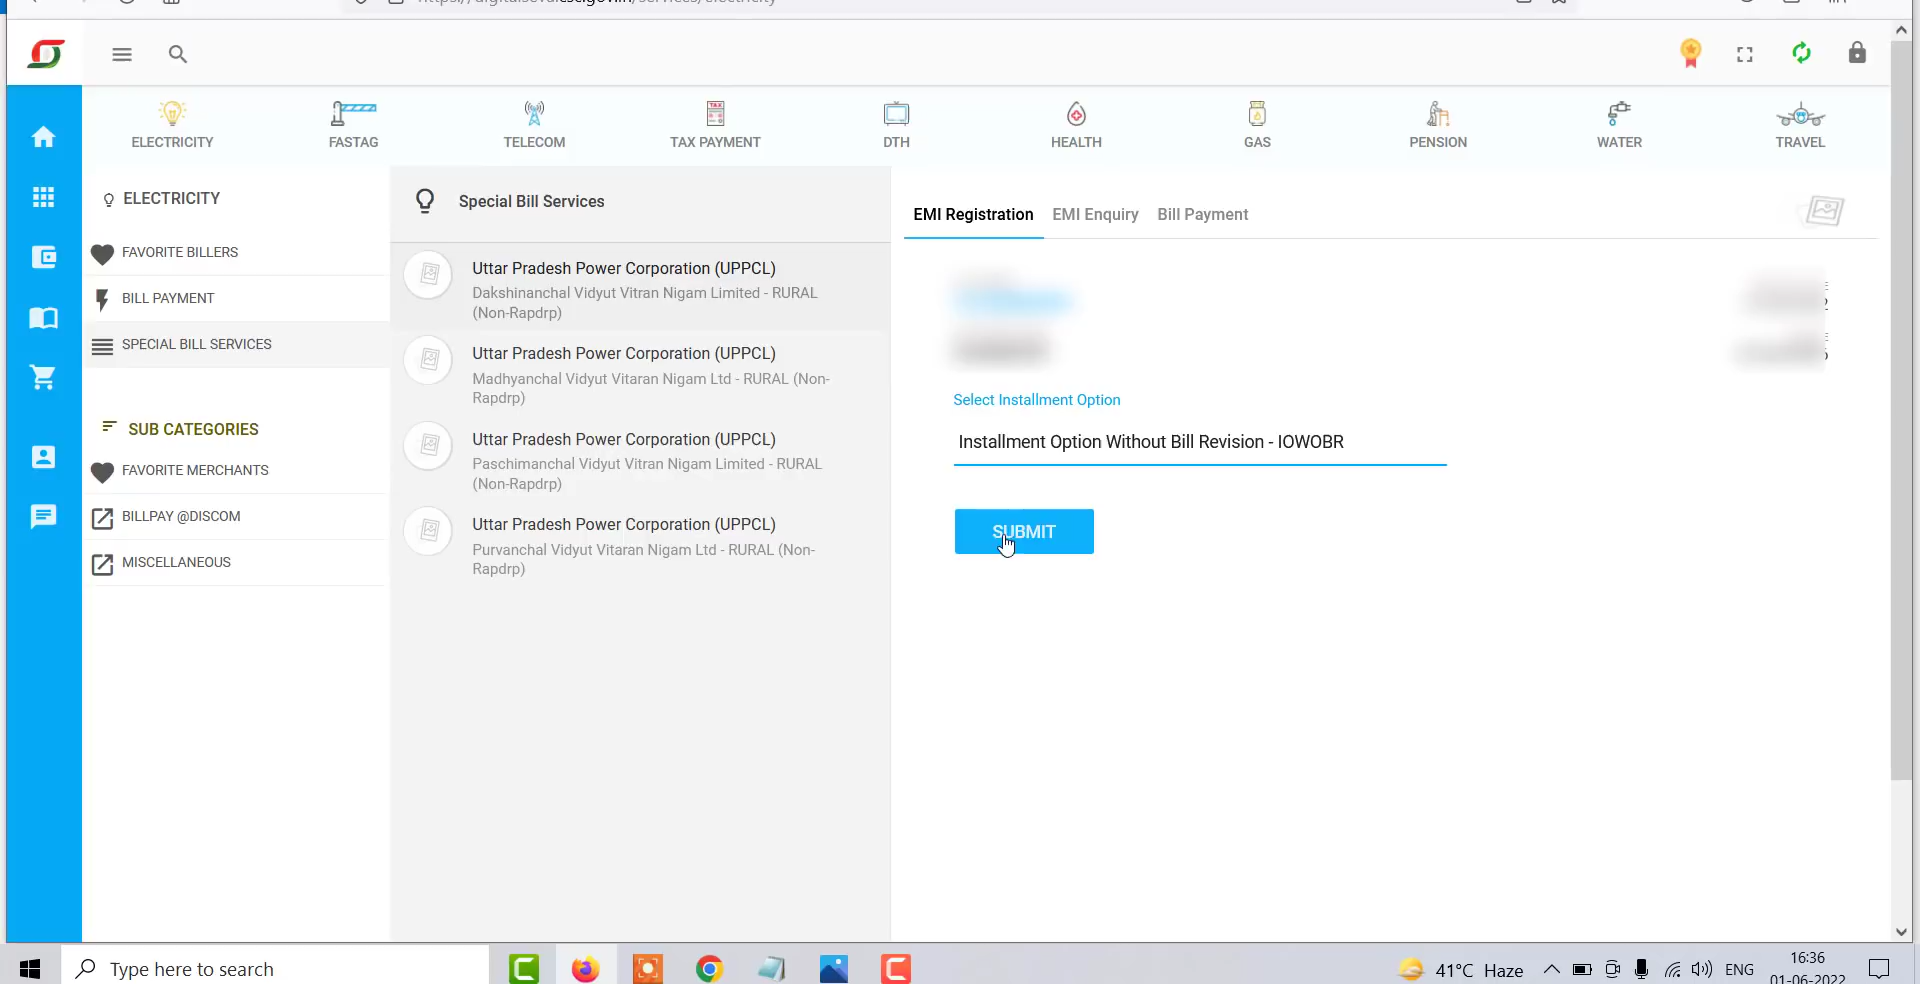 ELECTRICITY
FASTAG
TELECOM
TAX PAYMENT
DTH
HEALTH
GAS
PENSION
WATER
TRAVEL
ELECTRICITY
FAVORITE BILLERS
BILL PAYMENT
SPECIAL BILL SERVICES
SUB CATEGORIES
FAVORITE MERCHANTS
BILLPAY @DISCOM
MISCELLANEOUS
Special Bill Services
Uttar Pradesh Power Corporation (UPPCL)
Dakshinanchal Vidyut Vitran Nigam Limited - RURAL
(Non-Rapdrp)
Uttar Pradesh Power Corporation (UPPCL)
Madhyanchal Vidyut Vitaran Nigam Ltd - RURAL (Non-
Rapdrp)
Uttar Pradesh Power Corporation (UPPCL)
Paschimanchal Vidyut Vitran Nigam Limited - RURAL
(Non-Rapdrp)
Uttar Pradesh Power Corporation (UPPCL)
Purvanchal Vidyut Vitaran Nigam Ltd - RURAL (Non-
Rapdrp)
EMI Registration EMI Enquiry Bill Payment
Select Installment Option
Installment Option Without Bill Revision - IOWOBR
SUBMIT
Type here to search
41°C Haze
ENG
16:36
01-06-2022